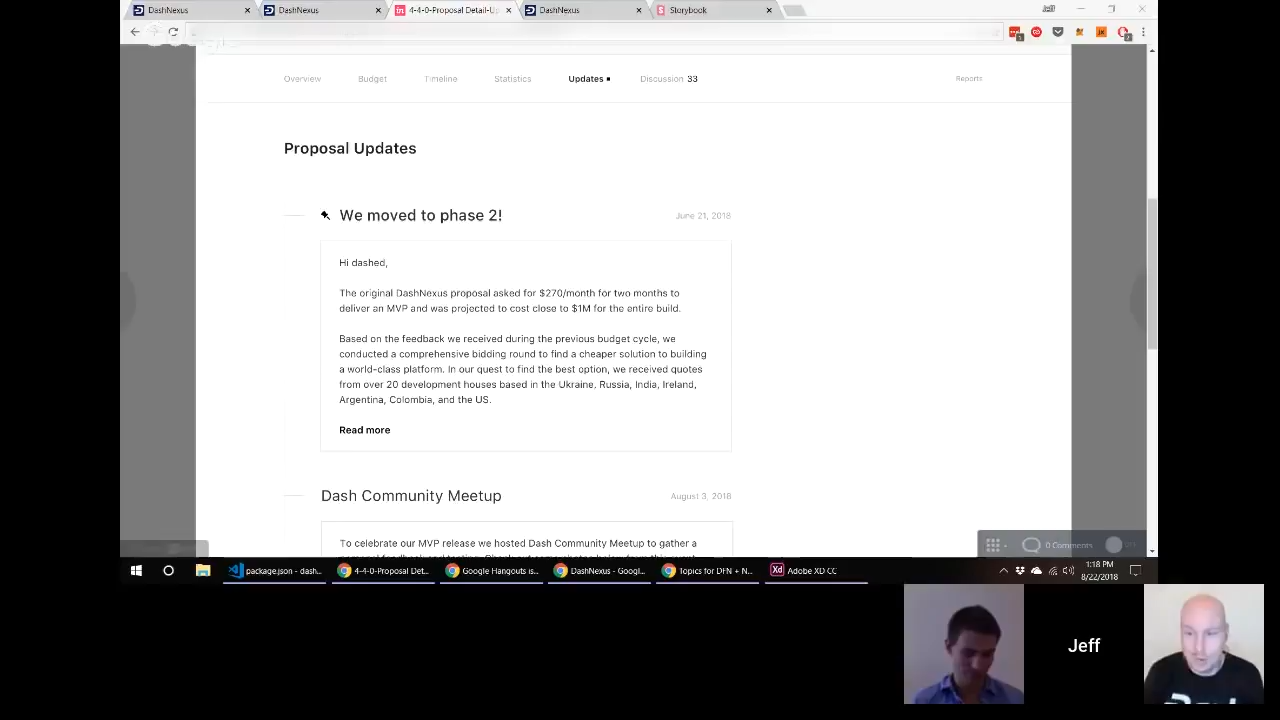 DashNexus
DashNexus
4-4-0-Proposal Detail-Up
DashNexus
Storybook
Jeff
Overview
Budget
Timeline
Statistics
Updates
Discussion 33
Reports
Proposal Updates
We moved to phase 2!
June 21, 2018
Hi dashed,
The original DashNexus proposal asked for $270/month for two months to
deliver an MVP and was projected to cost close to $1M for the entire build.
Based on the feedback we received during the previous budget cycle, we
conducted a comprehensive bidding round to find a cheaper solution to building
a world-class platform. In our quest to find the best option, we received quotes
from over 20 development houses based in the Ukraine, Russia, India, Ireland,
Argentina, Colombia, and the US.
Read more
Dash Community Meetup
August 3, 2018
To celebrate our MVP release we hosted Dash Community Meetup to gather a
0 Comments
package.json - dash...
4-4-0-Proposal Det...
Google Hangouts is...
DashNexus - Googl...
Topics for DFN + N...
Xd Adobe XD CC
1:18 PM
8/22/2018
Jeff